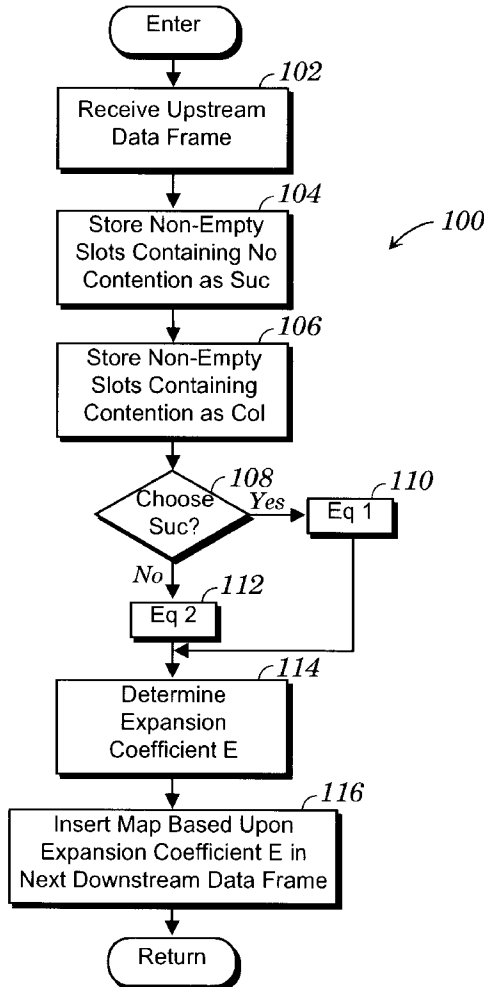 Enter
102
Receive Upstream
Data Frame
104
Store Non-Empty
Slots Containing No
Contention as Suc
100
106
Store Non-Empty
Slots Containing
Contention as Col
108
Choose
Suc?
Yes
110
Eq 1
No
112
Eq 2
114
Determine
Expansion
Coefficient E
116
Insert Map Based Upon
Expansion Coefficient E in
Next Downstream Data Frame
Return